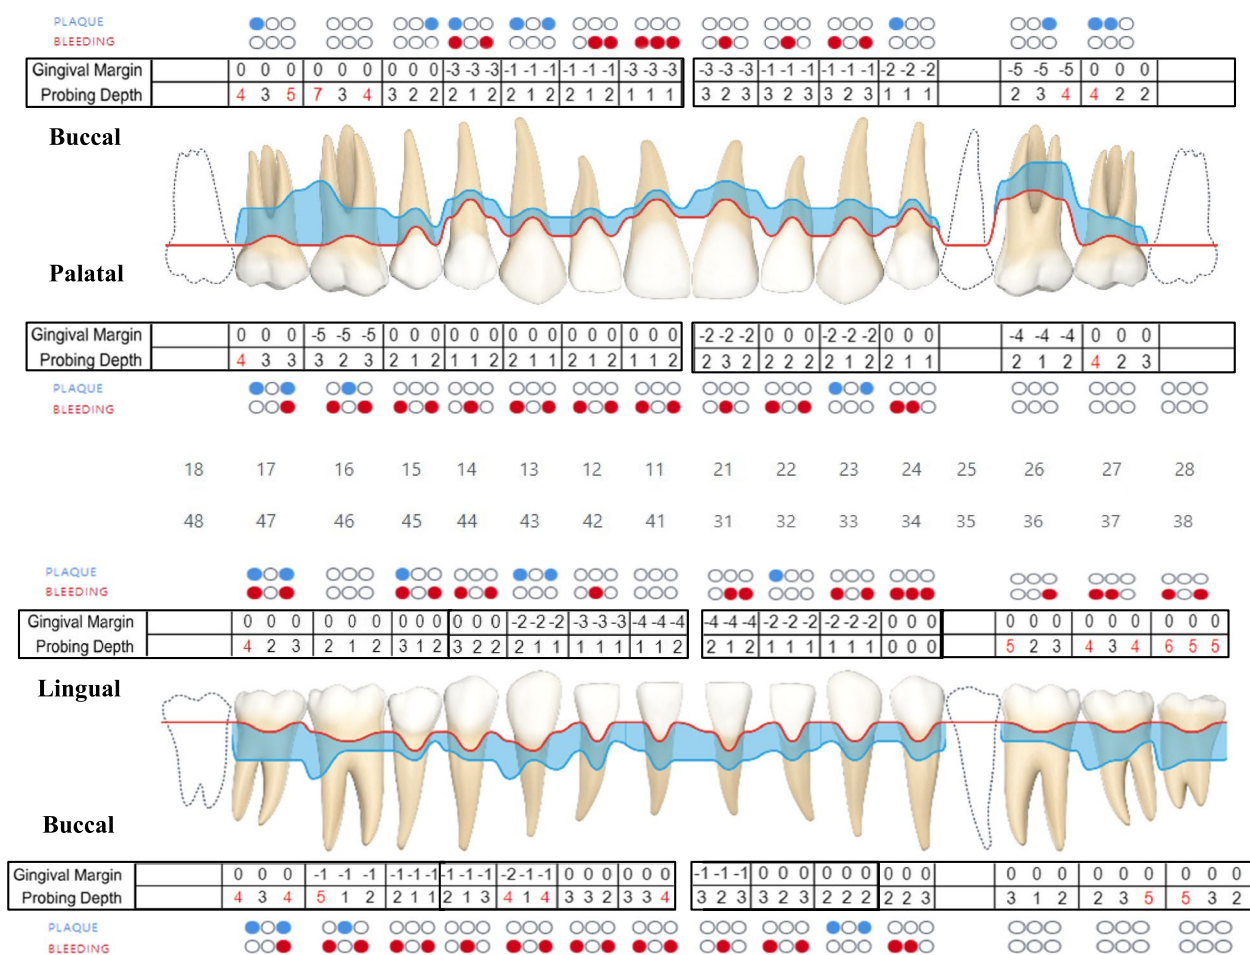 PLAQUE
BLEEDING
Gingival Margin 0 0 0 0 0 0 0 0 0 -3 -3 -3 -1 -1 -1 -1 -1 -1 -3 -3 -3 -3 -3 -3 -1 -1 -1 -1 -1 -1 -2 -2 -2 -5 -5 -5 0 0 0
Probing Depth 4 3 5 7 3 4 3 2 2 2 1 2 2 1 2 2 1 2 1 1 1 3 2 3 3 2 3 3 2 3 1 1 1 2 3 4 4 2 2
Buccal
Palatal
Gingival Margin 0 0 0 -5 -5 -5 0 0 0 0 0 0 0 0 0 0 0 0 0 0 0 -2 -2 -2 0 0 0 -2 -2 -2 0 0 0 -4 -4 -4 0 0 0
Probing Depth 4 3 3 3 2 3 2 1 2 1 1 2 2 1 1 2 1 2 1 1 2 2 3 2 2 2 2 2 1 2 2 1 1 2 1 2 4 2 3
PLAQUE
BLEEDING
18 17 16 15 14 13 12 11 21 22 23 24 25 26 27 28
48 47 46 45 44 43 42 41 31 32 33 34 35 36 37 38
PLAQUE
BLEEDING
Gingival Margin 0 0 0 0 0 0 0 0 0 0 0 0 -2 -2 -2 -3 -3 -3 -4 -4 -4 -4 -4 -4 -2 -2 -2 -2 -2 -2 0 0 0 0 0 0 0 0 0 0 0 0
Probing Depth 4 2 3 2 1 2 3 1 2 3 2 2 2 1 1 1 1 1 1 1 2 2 1 2 1 1 1 1 1 1 0 0 0 5 2 3 4 3 4 6 5 5
Lingual
Buccal
Gingival Margin 0 0 0 -1 -1 -1 -1 -1 -1 -1 -1 -1 -2 -1 -1 0 0 0 0 0 0 -1 -1 -1 0 0 0 0 0 0 0 0 0 0 0 0 0 0 0 0 0 0
Probing Depth 4 3 4 5 1 2 2 1 1 2 1 3 4 1 4 3 3 2 3 3 4 3 2 3 3 2 3 2 2 2 2 2 3 3 1 2 2 3 5 5 3 2
PLAQUE
BLEEDING